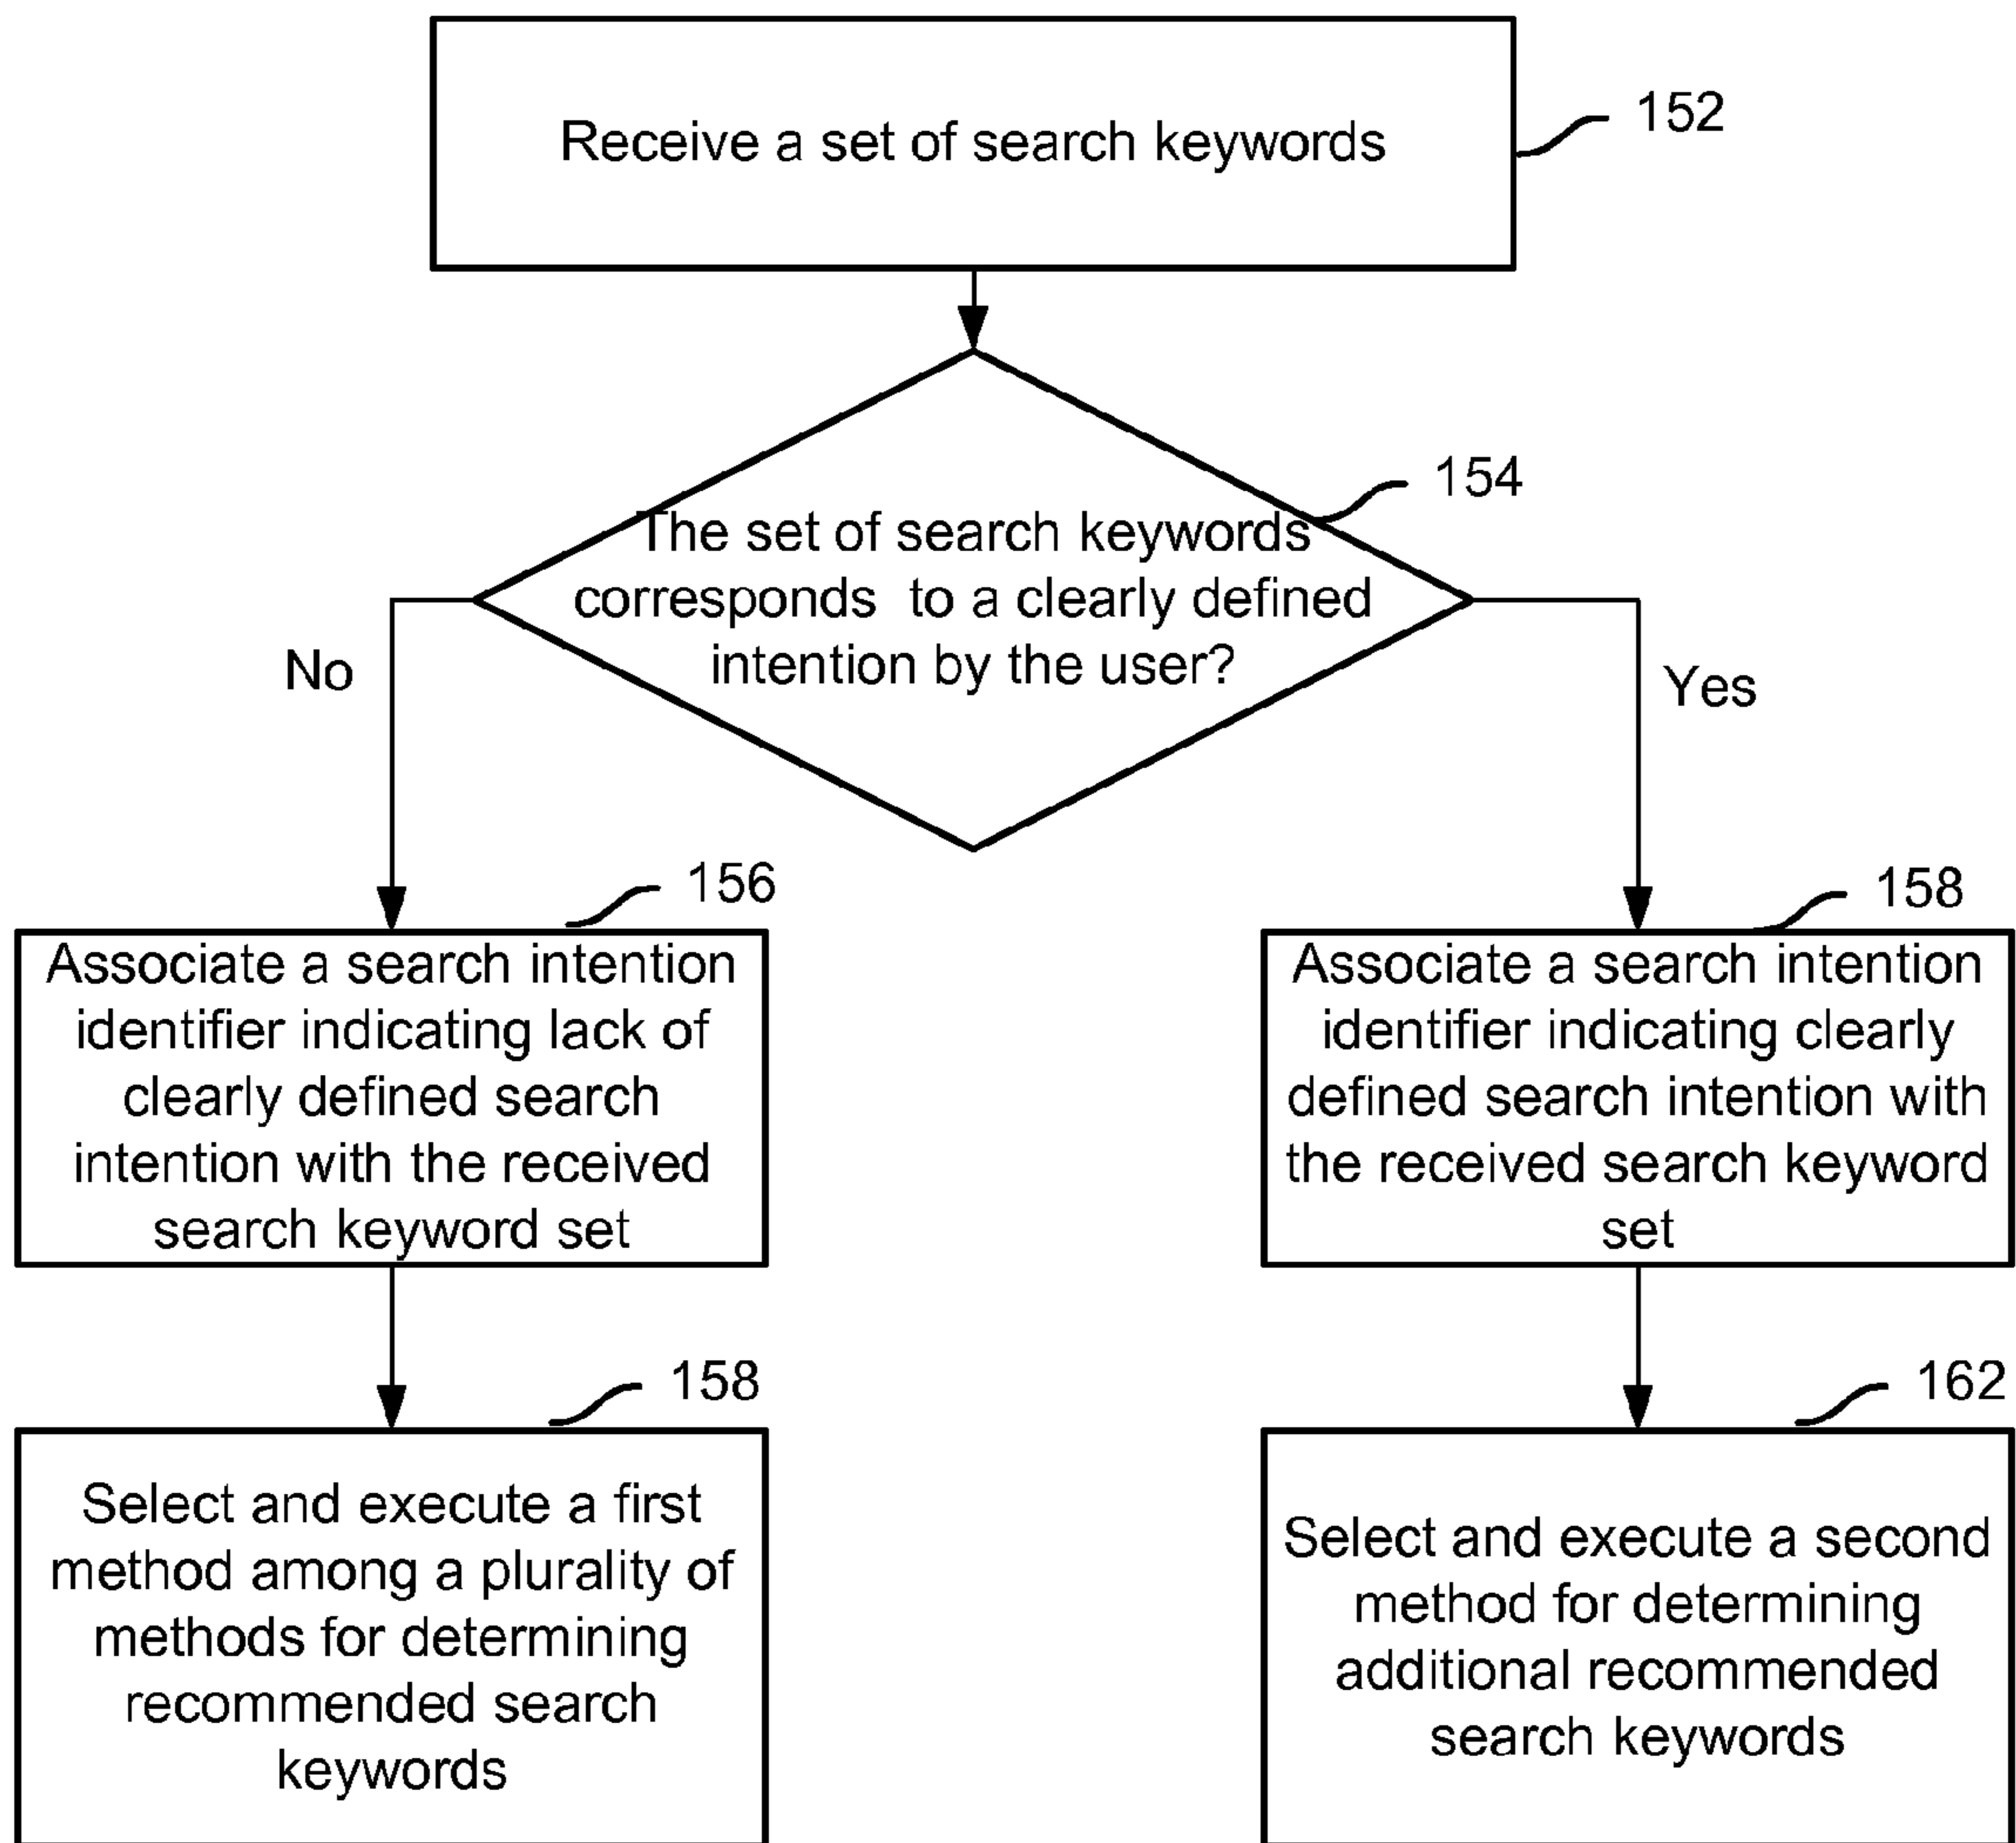 Receive a set of search keywords
152
154
The set of search keywords
corresponds to a clearly defined
intention by the user?
No
Yes
156
Associate a search intention
identifier indicating lack of
clearly defined search
intention with the received
search keyword set
158
Associate a search intention
identifier indicating clearly
defined search intention with
the received search keyword
set
158
Select and execute a first
method among a plurality of
methods for determining
recommended search
keywords
162
Select and execute a second
method for determining
additional recommended
search keywords